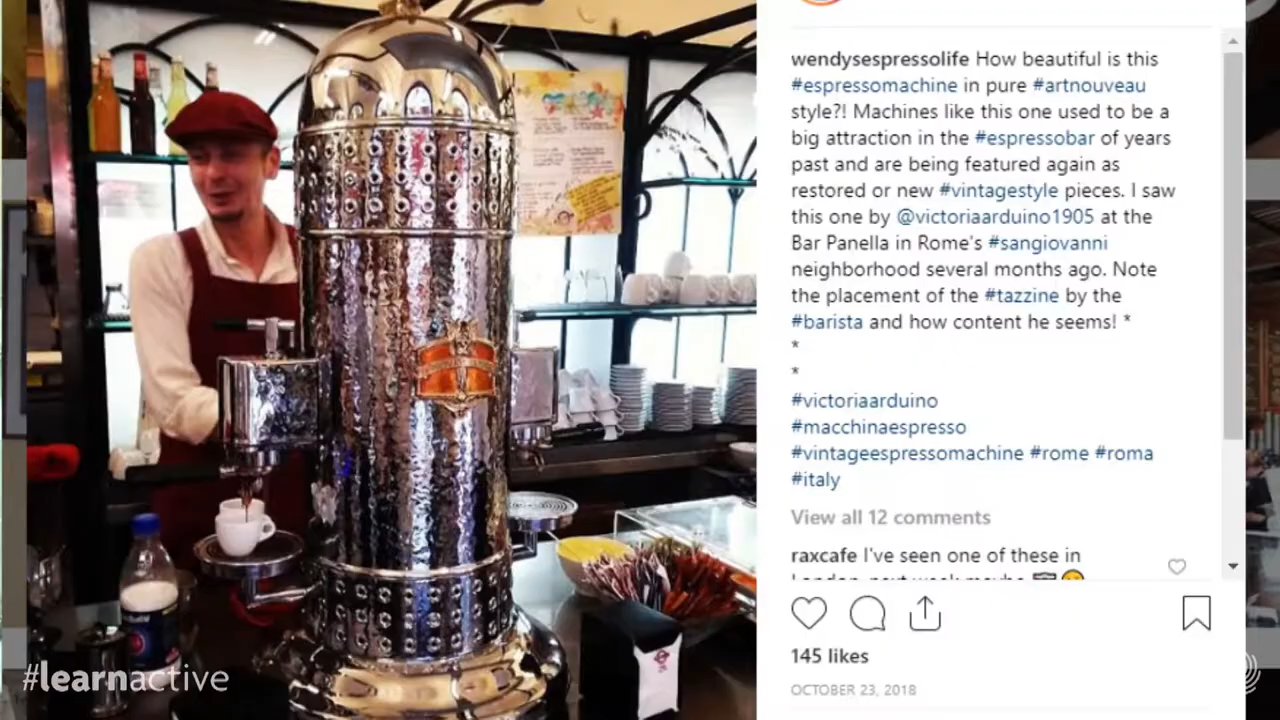 wendysespressolife How beautiful is this
#espressomachine in pure #artnouveau
style?! Machines like this one used to be a
big attraction in the #espressobar of years
past and are being featured again as
restored or new #vintagestyle pieces. I saw
this one by @victoriaarduino1905 at the
Bar Panella in Rome's #sangiovanni
neighborhood several months ago. Note
the placement of the #tazzine by the
#barista and how content he seems! *
*
*
#victoriaarduino
#macchinaespresso
#vintageespressomachine #rome #roma
#italy
View all 12 comments
raxcafe I've seen one of these in
London, next week maybe
145 likes
OCTOBER 23, 2018
#learnactive